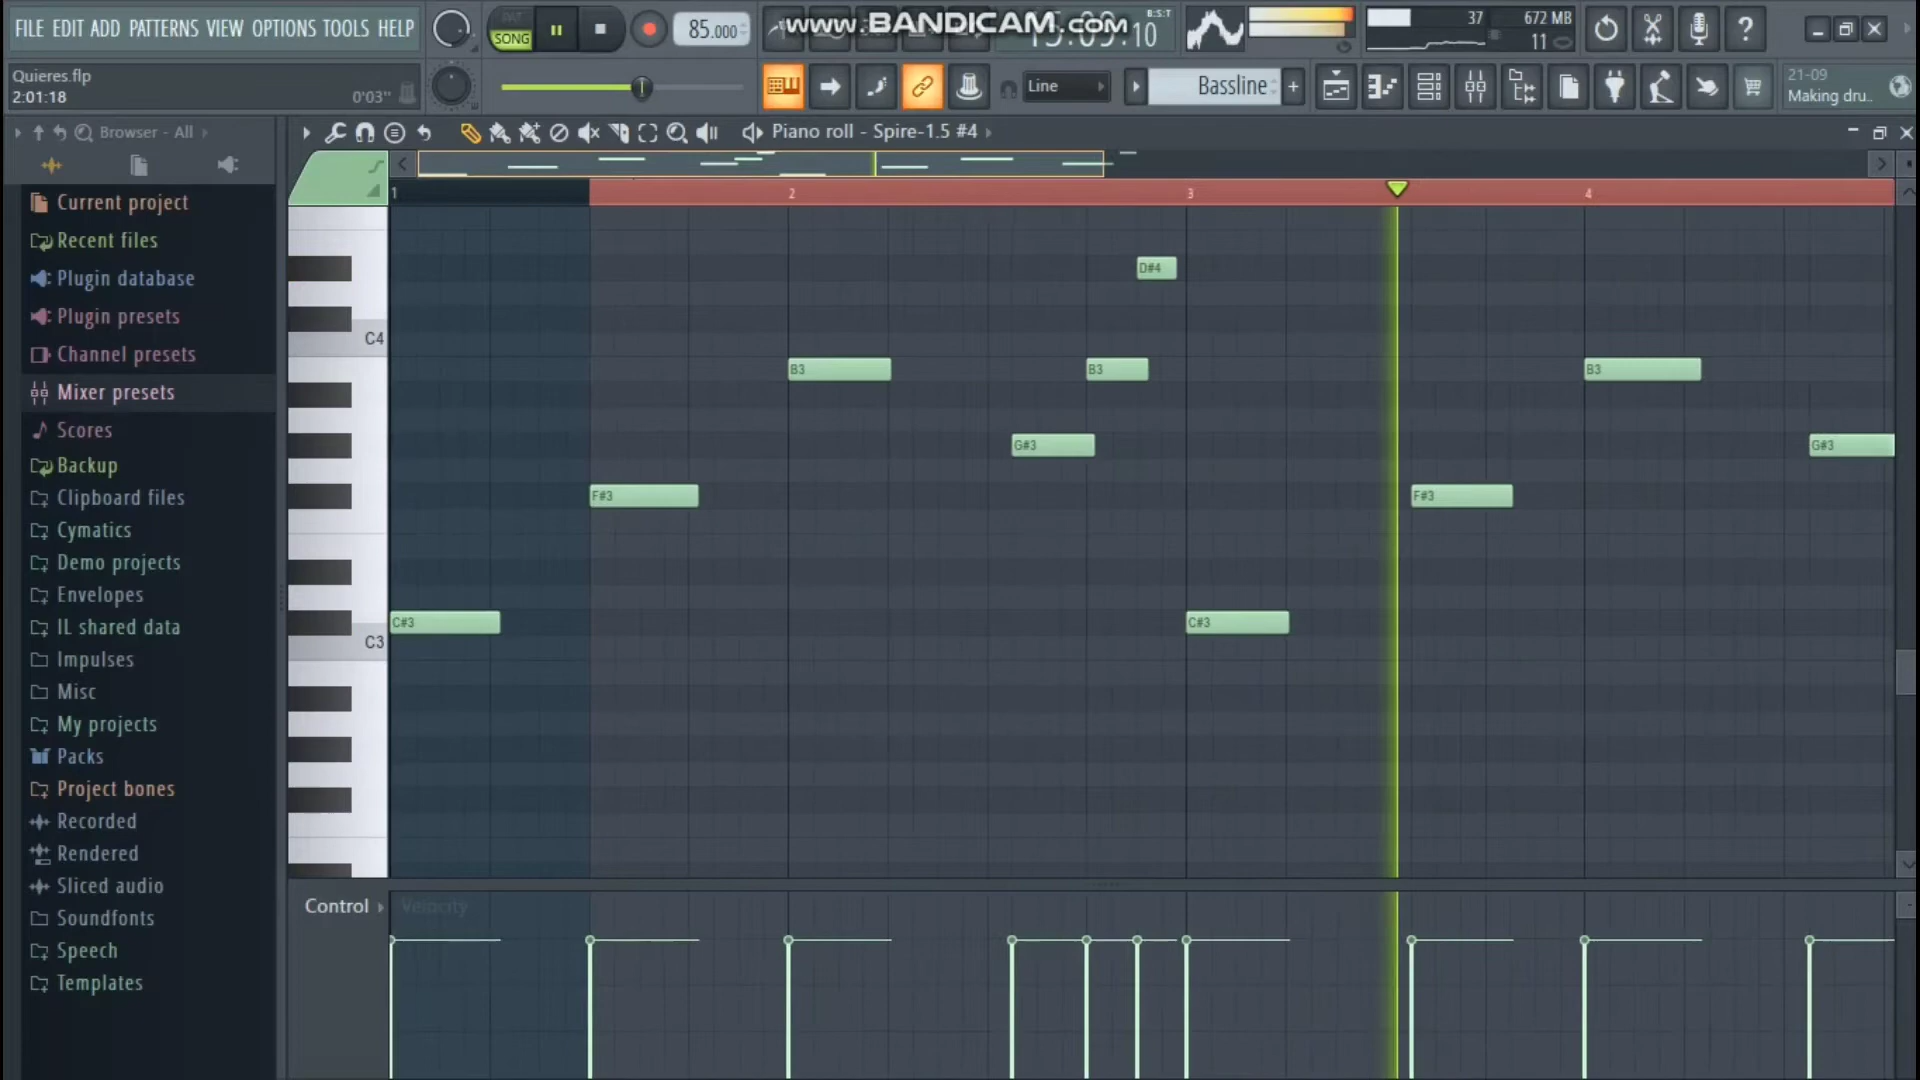 FILE EDIT ADD PATTERNS VIEW OPTIONS TOOLS HELP
PAT
SONG
85.000
www.BANDICAM.com
B:S:T
37
672 MB
11
Quieres.flp
2:01:18
0'03"
Line
Bassline
21-09
Making dru..
Browser - All
Piano roll - Spire-1.5 #4
1
2
3
4
Current project
Recent files
Plugin database
Plugin presets
Channel presets
Mixer presets
Scores
Backup
Clipboard files
Cymatics
Demo projects
Envelopes
IL shared data
Impulses
Misc
My projects
Packs
Project bones
Recorded
Rendered
Sliced audio
Soundfonts
Speech
Templates
D#4
C4
B3
B3
B3
G#3
G#3
F#3
F#3
C#3
C#3
C3
Control
Velocity